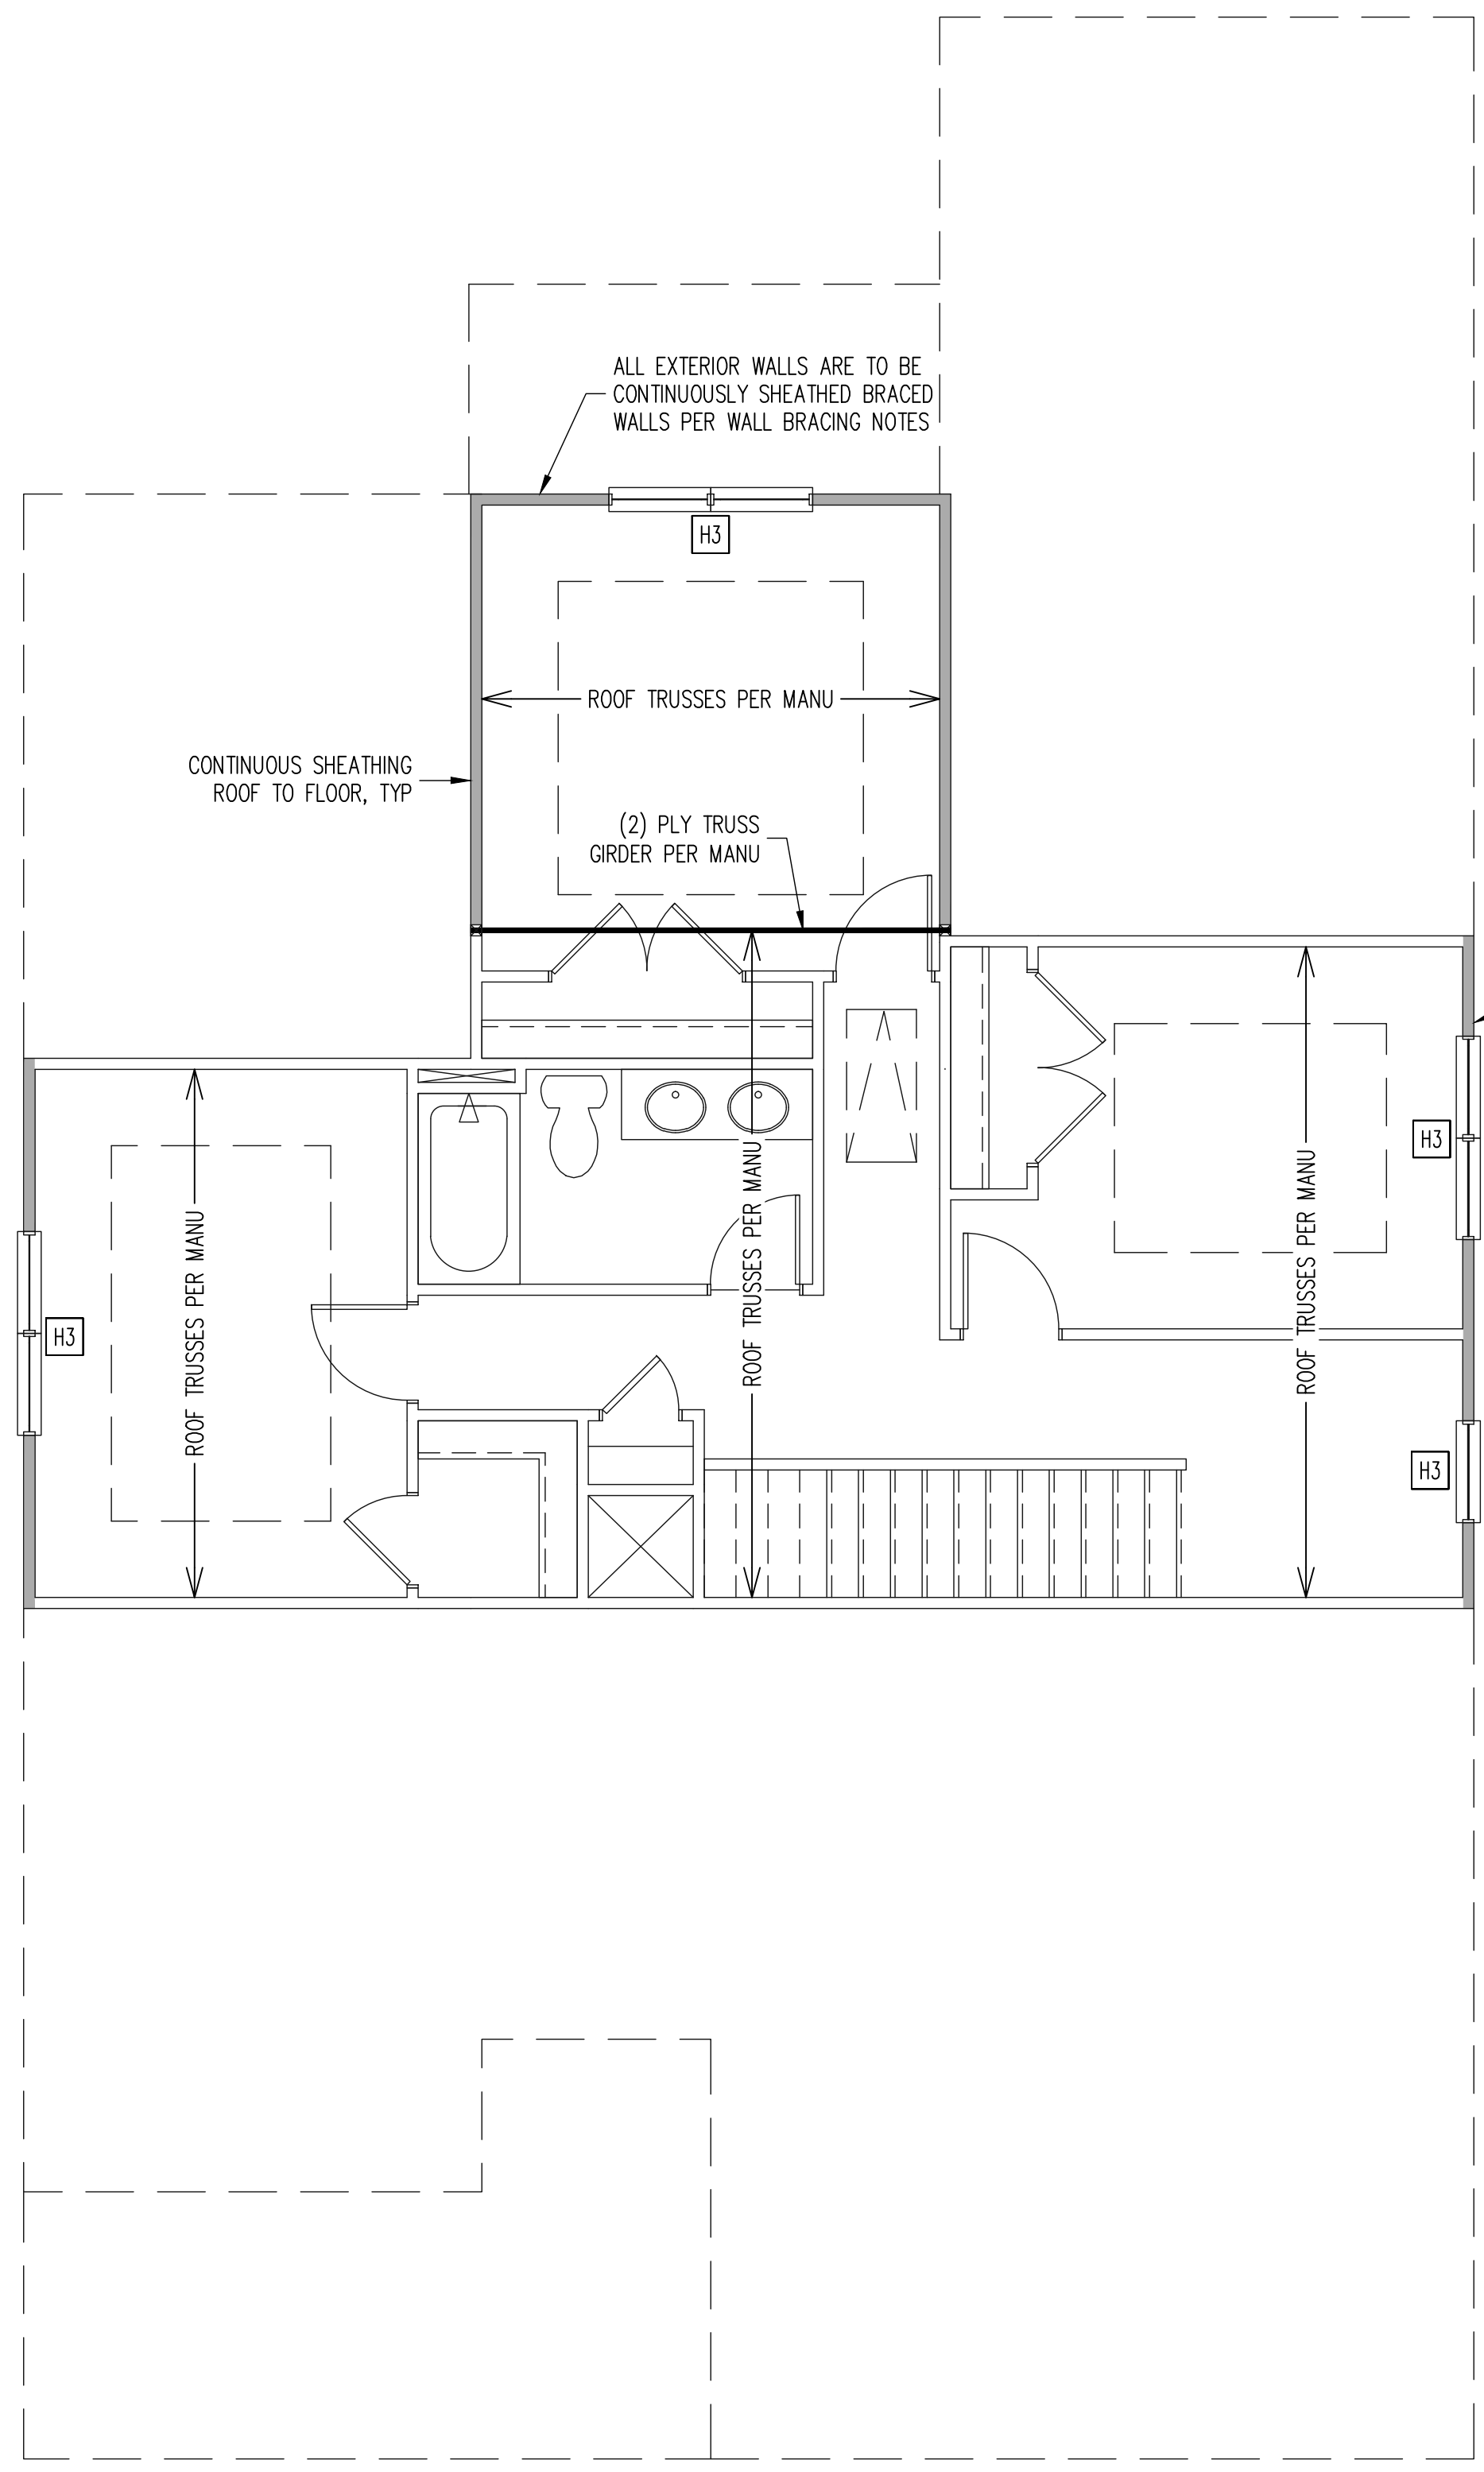 ALL EXTERIOR WALLS ARE TO BE
CONTINUOUSLY SHEATHED BRACED
WALLS PER WALL BRACING NOTES
H3
ROOF TRUSSES PER MANU
CONTINUOUS SHEATHING
ROOF TO FLOOR, TYP
(2) PLY TRUSS
GIRDER PER MANU
H3
ROOF TRUSSES PER MANU
ROOF TRUSSES PER MANU
ROOF TRUSSES PER MANU
H3
H3